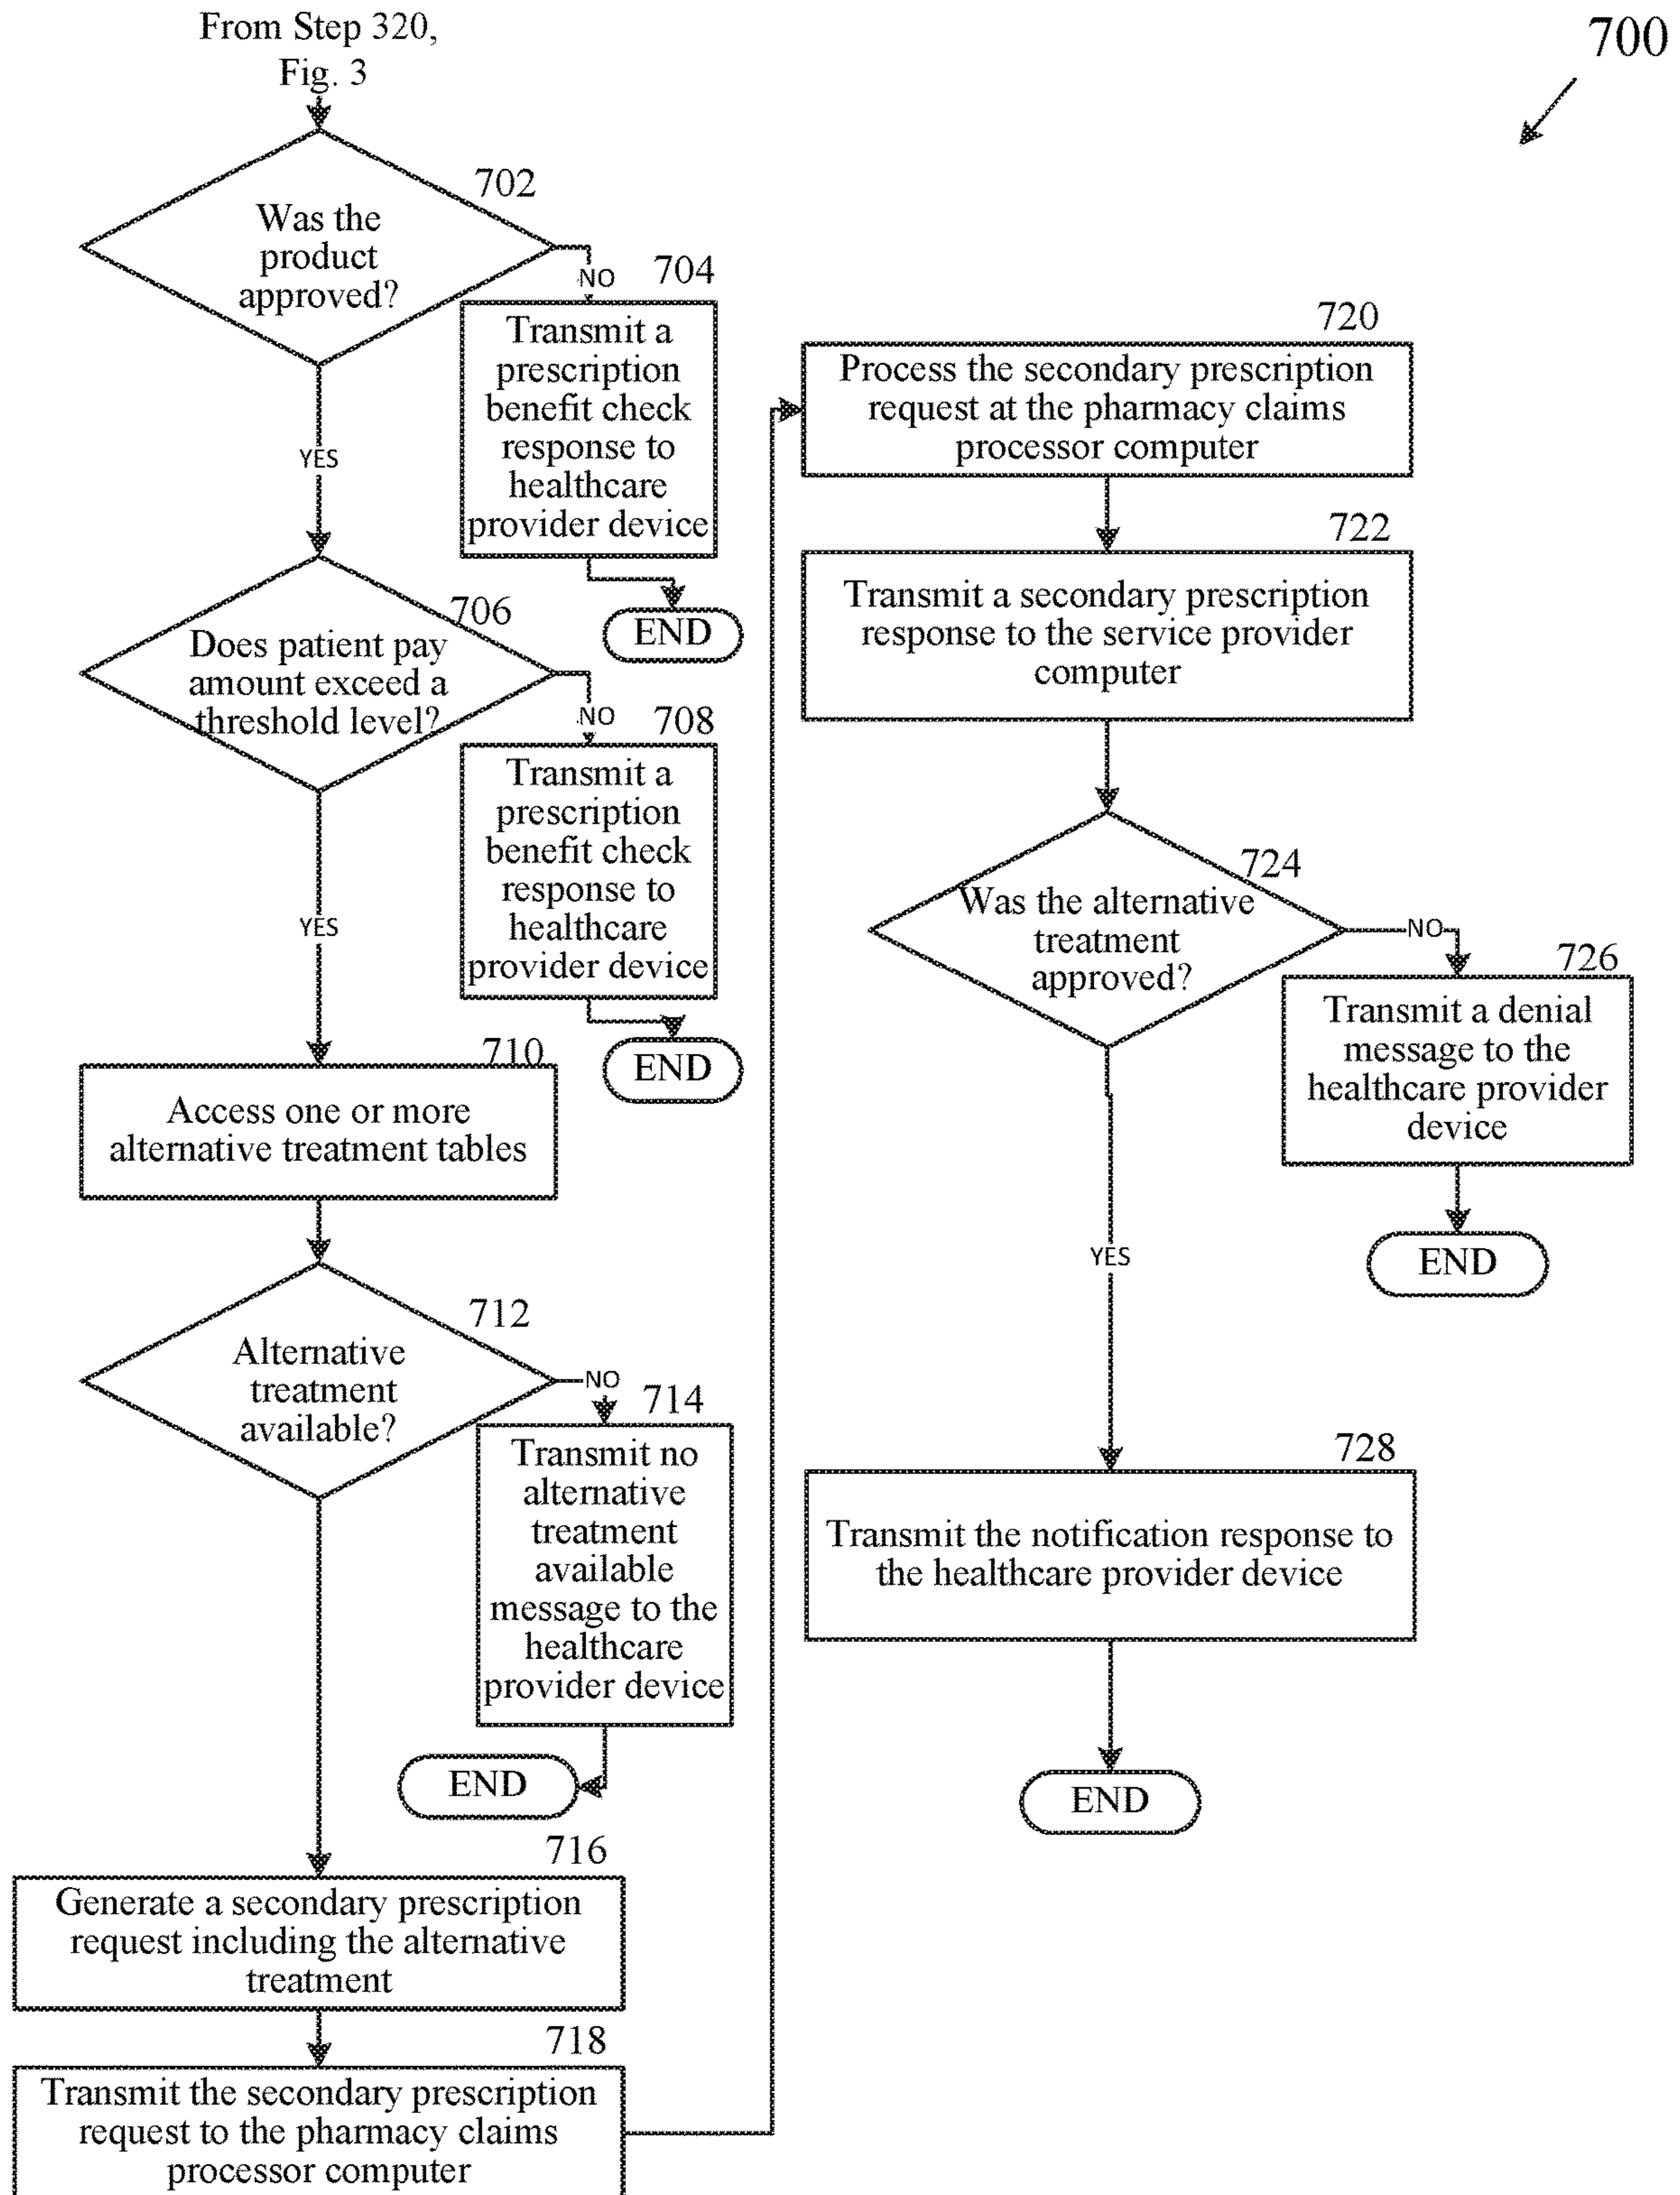 From Step 320,
Fig. 3
700
702
Was the
product
approved?
NO
704
Transmit a
prescription
benefit check
response to
healthcare
provider device
END
YES
706
Does patient pay
amount exceed a
threshold level?
NO
708
Transmit a
prescription
benefit check
response to
healthcare
provider device
END
YES
710
Access one or more
alternative treatment tables
712
Alternative
treatment
available?
NO
714
Transmit no
alternative
treatment
available
message to the
healthcare
provider device
END
716
Generate a secondary prescription
request including the alternative
treatment
718
Transmit the secondary prescription
request to the pharmacy claims
processor computer
720
Process the secondary prescription
request at the pharmacy claims
processor computer
722
Transmit a secondary prescription
response to the service provider
computer
724
Was the alternative
treatment
approved?
NO
726
Transmit a denial
message to the
healthcare provider
device
END
YES
728
Transmit the notification response to
the healthcare provider device
END